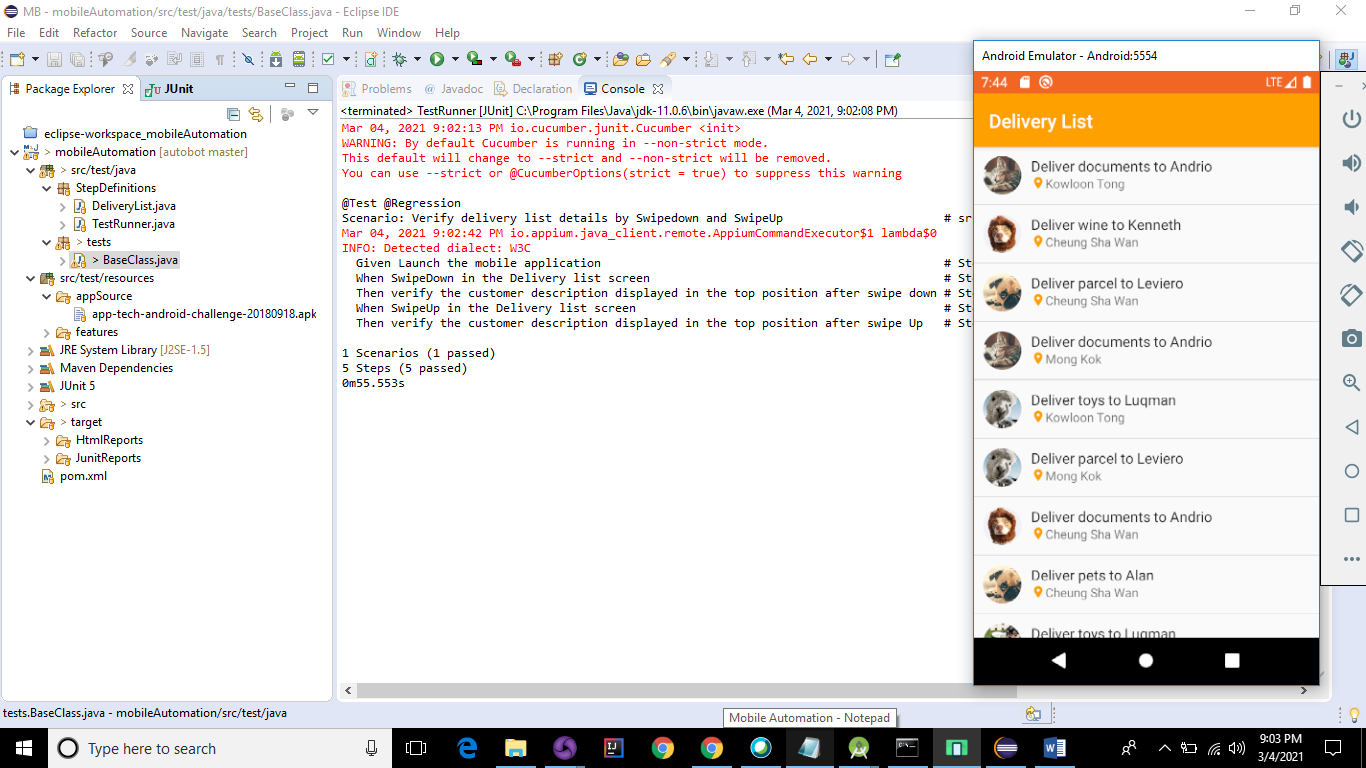 MB - mobileAutomation/src/test/java/tests/BaseClass.java - Eclipse IDE
File Edit Refactor Source Navigate Search Project Run Window Help
Package Explorer JUnit
eclipse-workspace_mobileAutomation
> mobileAutomation [autobot master]
> src/test/java
StepDefinitions
DeliveryList.java
TestRunner.java
> tests
> BaseClass.java
src/test/resources
appSource
app-tech-android-challenge-20180918.apk
features
JRE System Library [J2SE-1.5]
Maven Dependencies
JUnit 5
> src
> target
HtmlReports
JunitReports
pom.xml
Problems @ Javadoc Declaration Console
<terminated> TestRunner [JUnit] C:\Program Files\Java\jdk-11.0.6\bin\javaw.exe (Mar 4, 2021, 9:02:08 PM)
Mar 04, 2021 9:02:13 PM io.cucumber.junit.Cucumber <init>
WARNING: By default Cucumber is running in --non-strict mode.
This default will change to --strict and --non-strict will be removed.
You can use --strict or @CucumberOptions(strict = true) to suppress this warning
@Test @Regression
Scenario: Verify delivery list details by Swipedown and SwipeUp # sr
Mar 04, 2021 9:02:42 PM io.appium.java_client.remote.AppiumCommandExecutor$1 lambda$0
INFO: Detected dialect: W3C
Given Launch the mobile application # St
When SwipeDown in the Delivery list screen # St
Then verify the customer description displayed in the top position after swipe down # St
When SwipeUp in the Delivery list screen # St
Then verify the customer description displayed in the top position after swipe Up # St
1 Scenarios (1 passed)
5 Steps (5 passed)
0m55.553s
Android Emulator - Android:5554
7:44 LTE
Delivery List
Deliver documents to Andrio
Kowloon Tong
Deliver wine to Kenneth
Cheung Sha Wan
Deliver parcel to Leviero
Cheung Sha Wan
Deliver documents to Andrio
Mong Kok
Deliver toys to Luqman
Kowloon Tong
Deliver parcel to Leviero
Mong Kok
Deliver documents to Andrio
Cheung Sha Wan
Deliver pets to Alan
Cheung Sha Wan
Deliver toys to Luqman
tests.BaseClass.java - mobileAutomation/src/test/java
Mobile Automation - Notepad
Type here to search
9:03 PM
3/4/2021